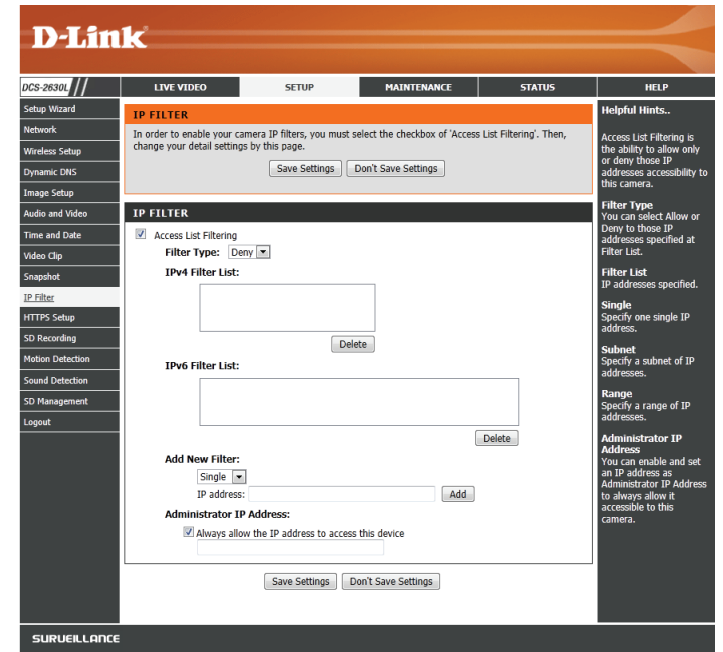 D-Link
DCS-2630L
LIVE VIDEO
SETUP
MAINTENANCE
STATUS
HELP
Setup Wizard
Network
Wireless Setup
Dynamic DNS
Image Setup
Audio and Video
Time and Date
Video Clip
Snapshot
IP Filter
HTTPS Setup
SD Recording
Motion Detection
Sound Detection
SD Management
Logout
IP FILTER
In order to enable your camera IP filters, you must select the checkbox of 'Access List Filtering'. Then,
change your detail settings by this page.
Save Settings
Don't Save Settings
IP FILTER
Access List Filtering
Filter Type: Deny
IPv4 Filter List:
Delete
IPv6 Filter List:
Delete
Add New Filter:
Single
IP address:
Add
Administrator IP Address:
Always allow the IP address to access this device
Save Settings
Don't Save Settings
Helpful Hints..
Access List Filtering is
the ability to allow only
or deny those IP
addresses accessibility to
this camera.
Filter Type
You can select Allow or
Deny to those IP
addresses specified at
Filter List.
Filter List
IP addresses specified.
Single
Specify one single IP
address.
Subnet
Specify a subnet of IP
addresses.
Range
Specify a range of IP
addresses.
Administrator IP
Address
You can enable and set
an IP address as
Administrator IP Address
to always allow it
accessible to this
camera.
SURVEILLANCE